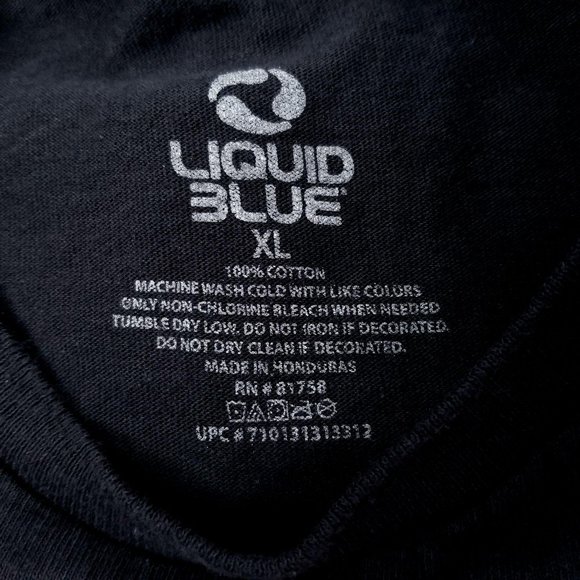 LIQUID
BLUE
XL
100% COTTON
MACHINE WASH COLD WITH LIKE COLORS
ONLY NON-CHLORINE BLEACH WHEN NEEDED
TUMBLE DRY LOW. DO NOT IRON IF DECORATED.
DO NOT DRY CLEAN IF DECORATED.
MADE IN HONDURAS
RN # 81758
UPC # 710131313312